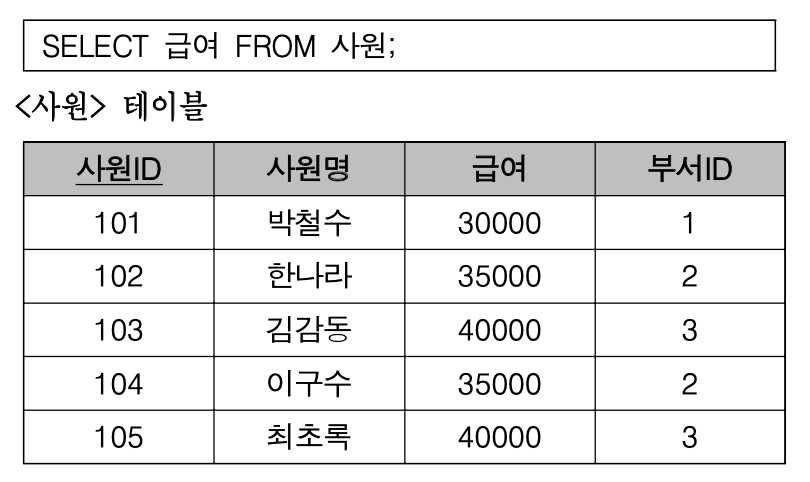 SELECT 급여 FROM 사원;
<사원> 테이블
사원ID 사원명 급여 부서ID
101 박철수 30000 1
102 한나라 35000 2
103 김감동 40000 3
104 이구수 35000 2
105 최초록 40000 3